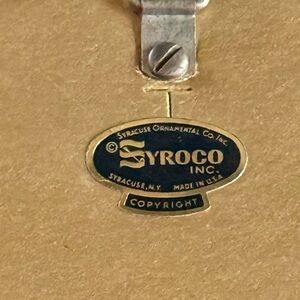 SYRACUSE ORNAMENTAL CO. INC.
© SYROCO
INC.
SYRACUSE, N.Y. MADE IN U.S.A.
COPYRIGHT